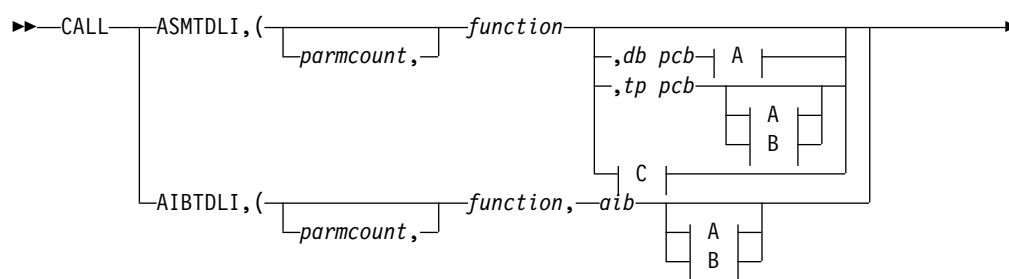 CALL ASMTDLI,( function
parmcount, ,db pcb A
,tp pcb
A
B
C
AIBTDLI,( function, aib
parmcount, A
B